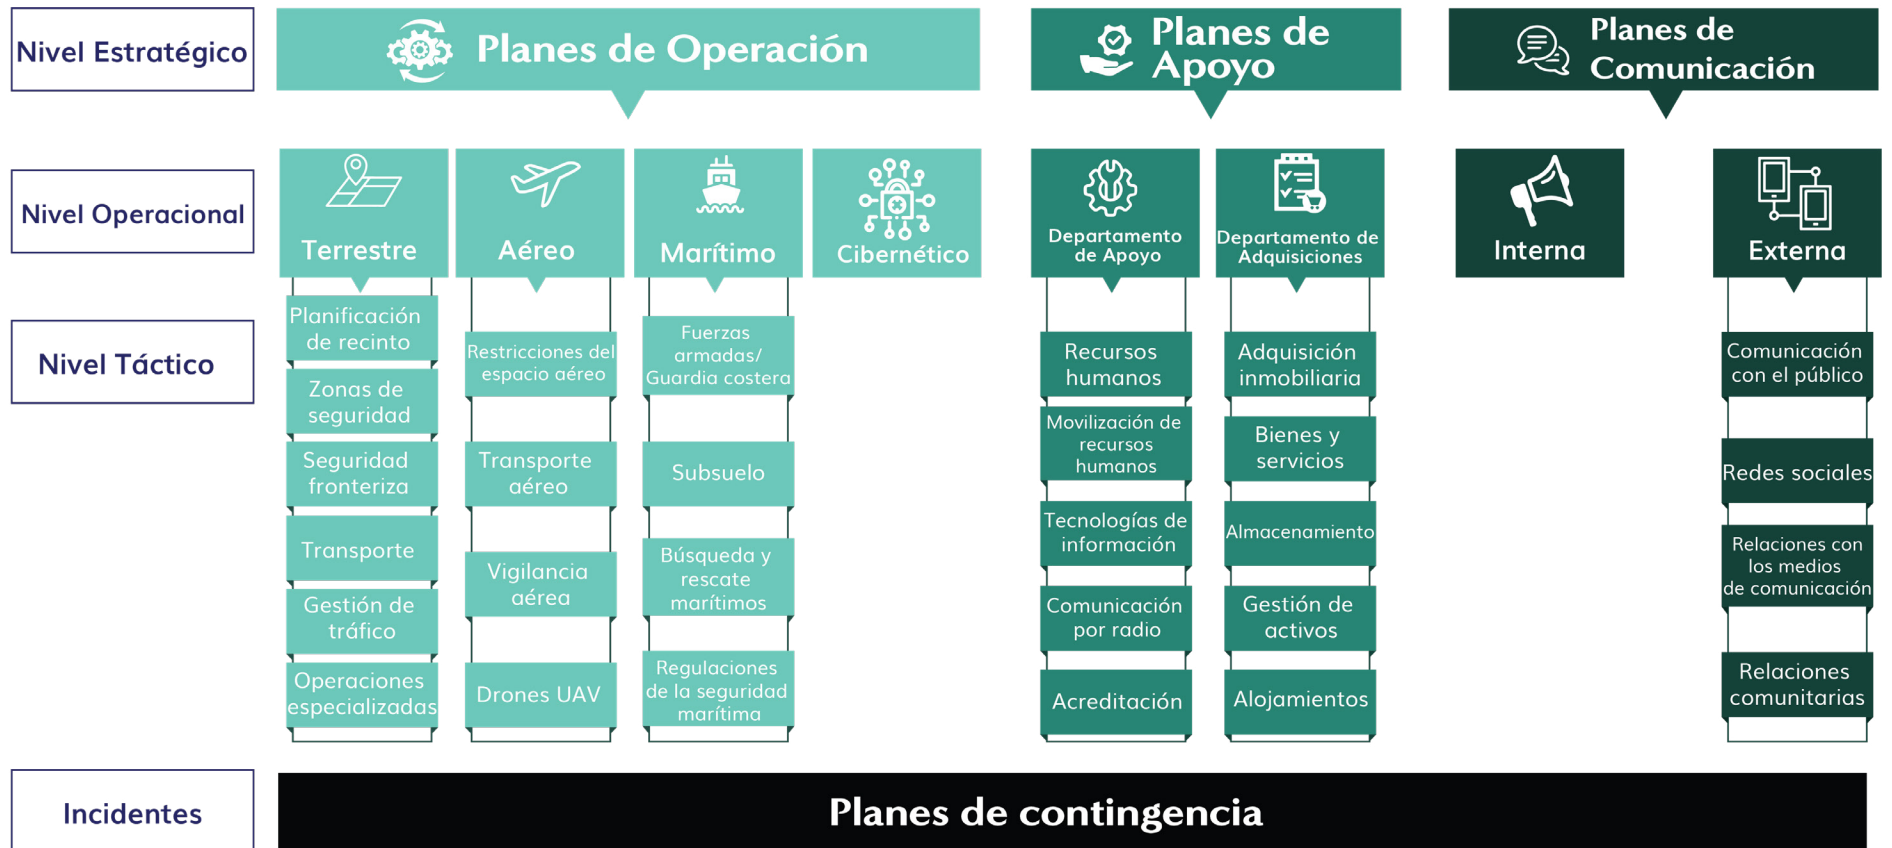 Nivel Estratégico
Planes de Operación
Planes de
Apoyo
Planes de
Comunicación
Nivel Operacional
Terrestre
Aéreo
Marítimo
Cibernético
Departamento
de Apoyo
Departamento de
Adquisiciones
Interna
Externa
Nivel Táctico
Planificación
de recinto
Zonas de
seguridad
Seguridad
fronteriza
Transporte
Gestión de
tráfico
Operaciones
especializadas
Restricciones del
espacio aéreo
Transporte
aéreo
Vigilancia
aérea
Drones UAV
Fuerzas
armadas/
Guardia costera
Subsuelo
Búsqueda y
rescate
marítimos
Regulaciones
de la seguridad
marítima
Recursos
humanos
Movilización de
recursos
humanos
Tecnologías de
información
Comunicación
por radio
Acreditación
Adquisición
inmobiliaria
Bienes y
servicios
Almacenamiento
Gestión de
activos
Alojamientos
Comunicación
con el público
Redes sociales
Relaciones con
los medios
de comunicación
Relaciones
comunitarias
Incidentes
Planes de contingencia